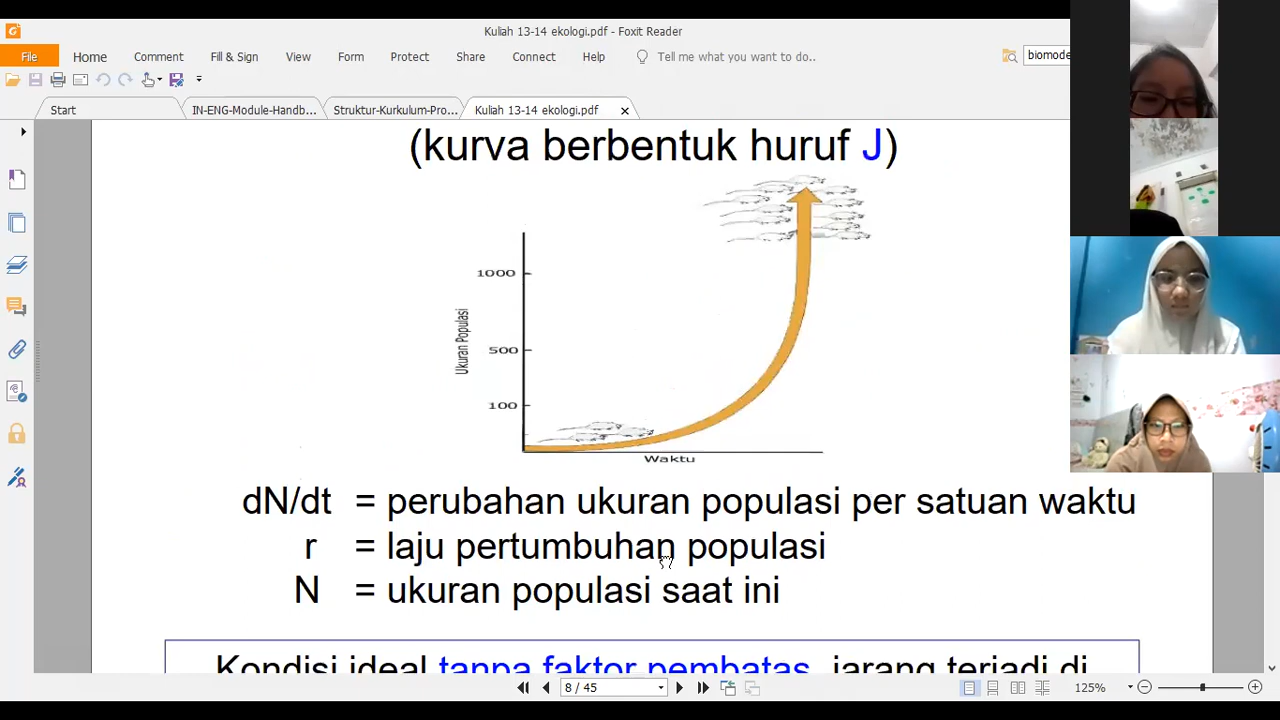 Kuliah 13-14 ekologi.pdf - Foxit Reader
File Home Comment Fill & Sign View Form Protect Share Connect Help Tell me what you want to do.. biomode
Start IN-ENG-Module-Handb... Struktur-Kurkulum-Pro... Kuliah 13-14 ekologi.pdf
(kurva berbentuk huruf J)
1000
500
100
Ukuran Populasi
Waktu
dN/dt = perubahan ukuran populasi per satuan waktu
r = laju pertumbuhan populasi
N = ukuran populasi saat ini
Kondisi ideal tanpa faktor pembatas, jarang terjadi di
8 / 45
125%